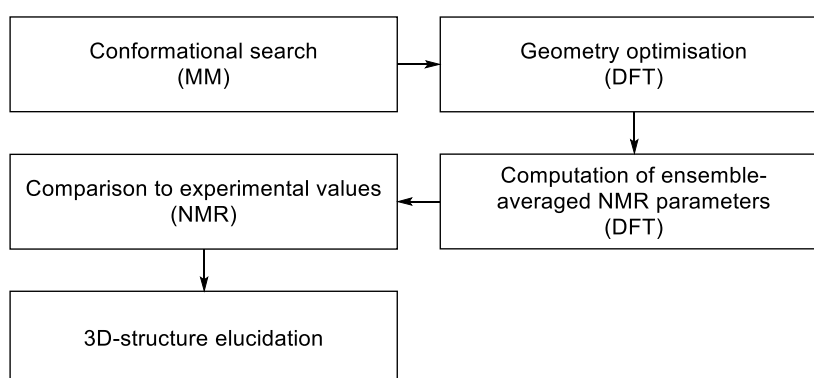 Conformational search
(MM)
Geometry optimisation
(DFT)
Computation of ensemble-
averaged NMR parameters
(DFT)
Comparison to experimental values
(NMR)
3D-structure elucidation